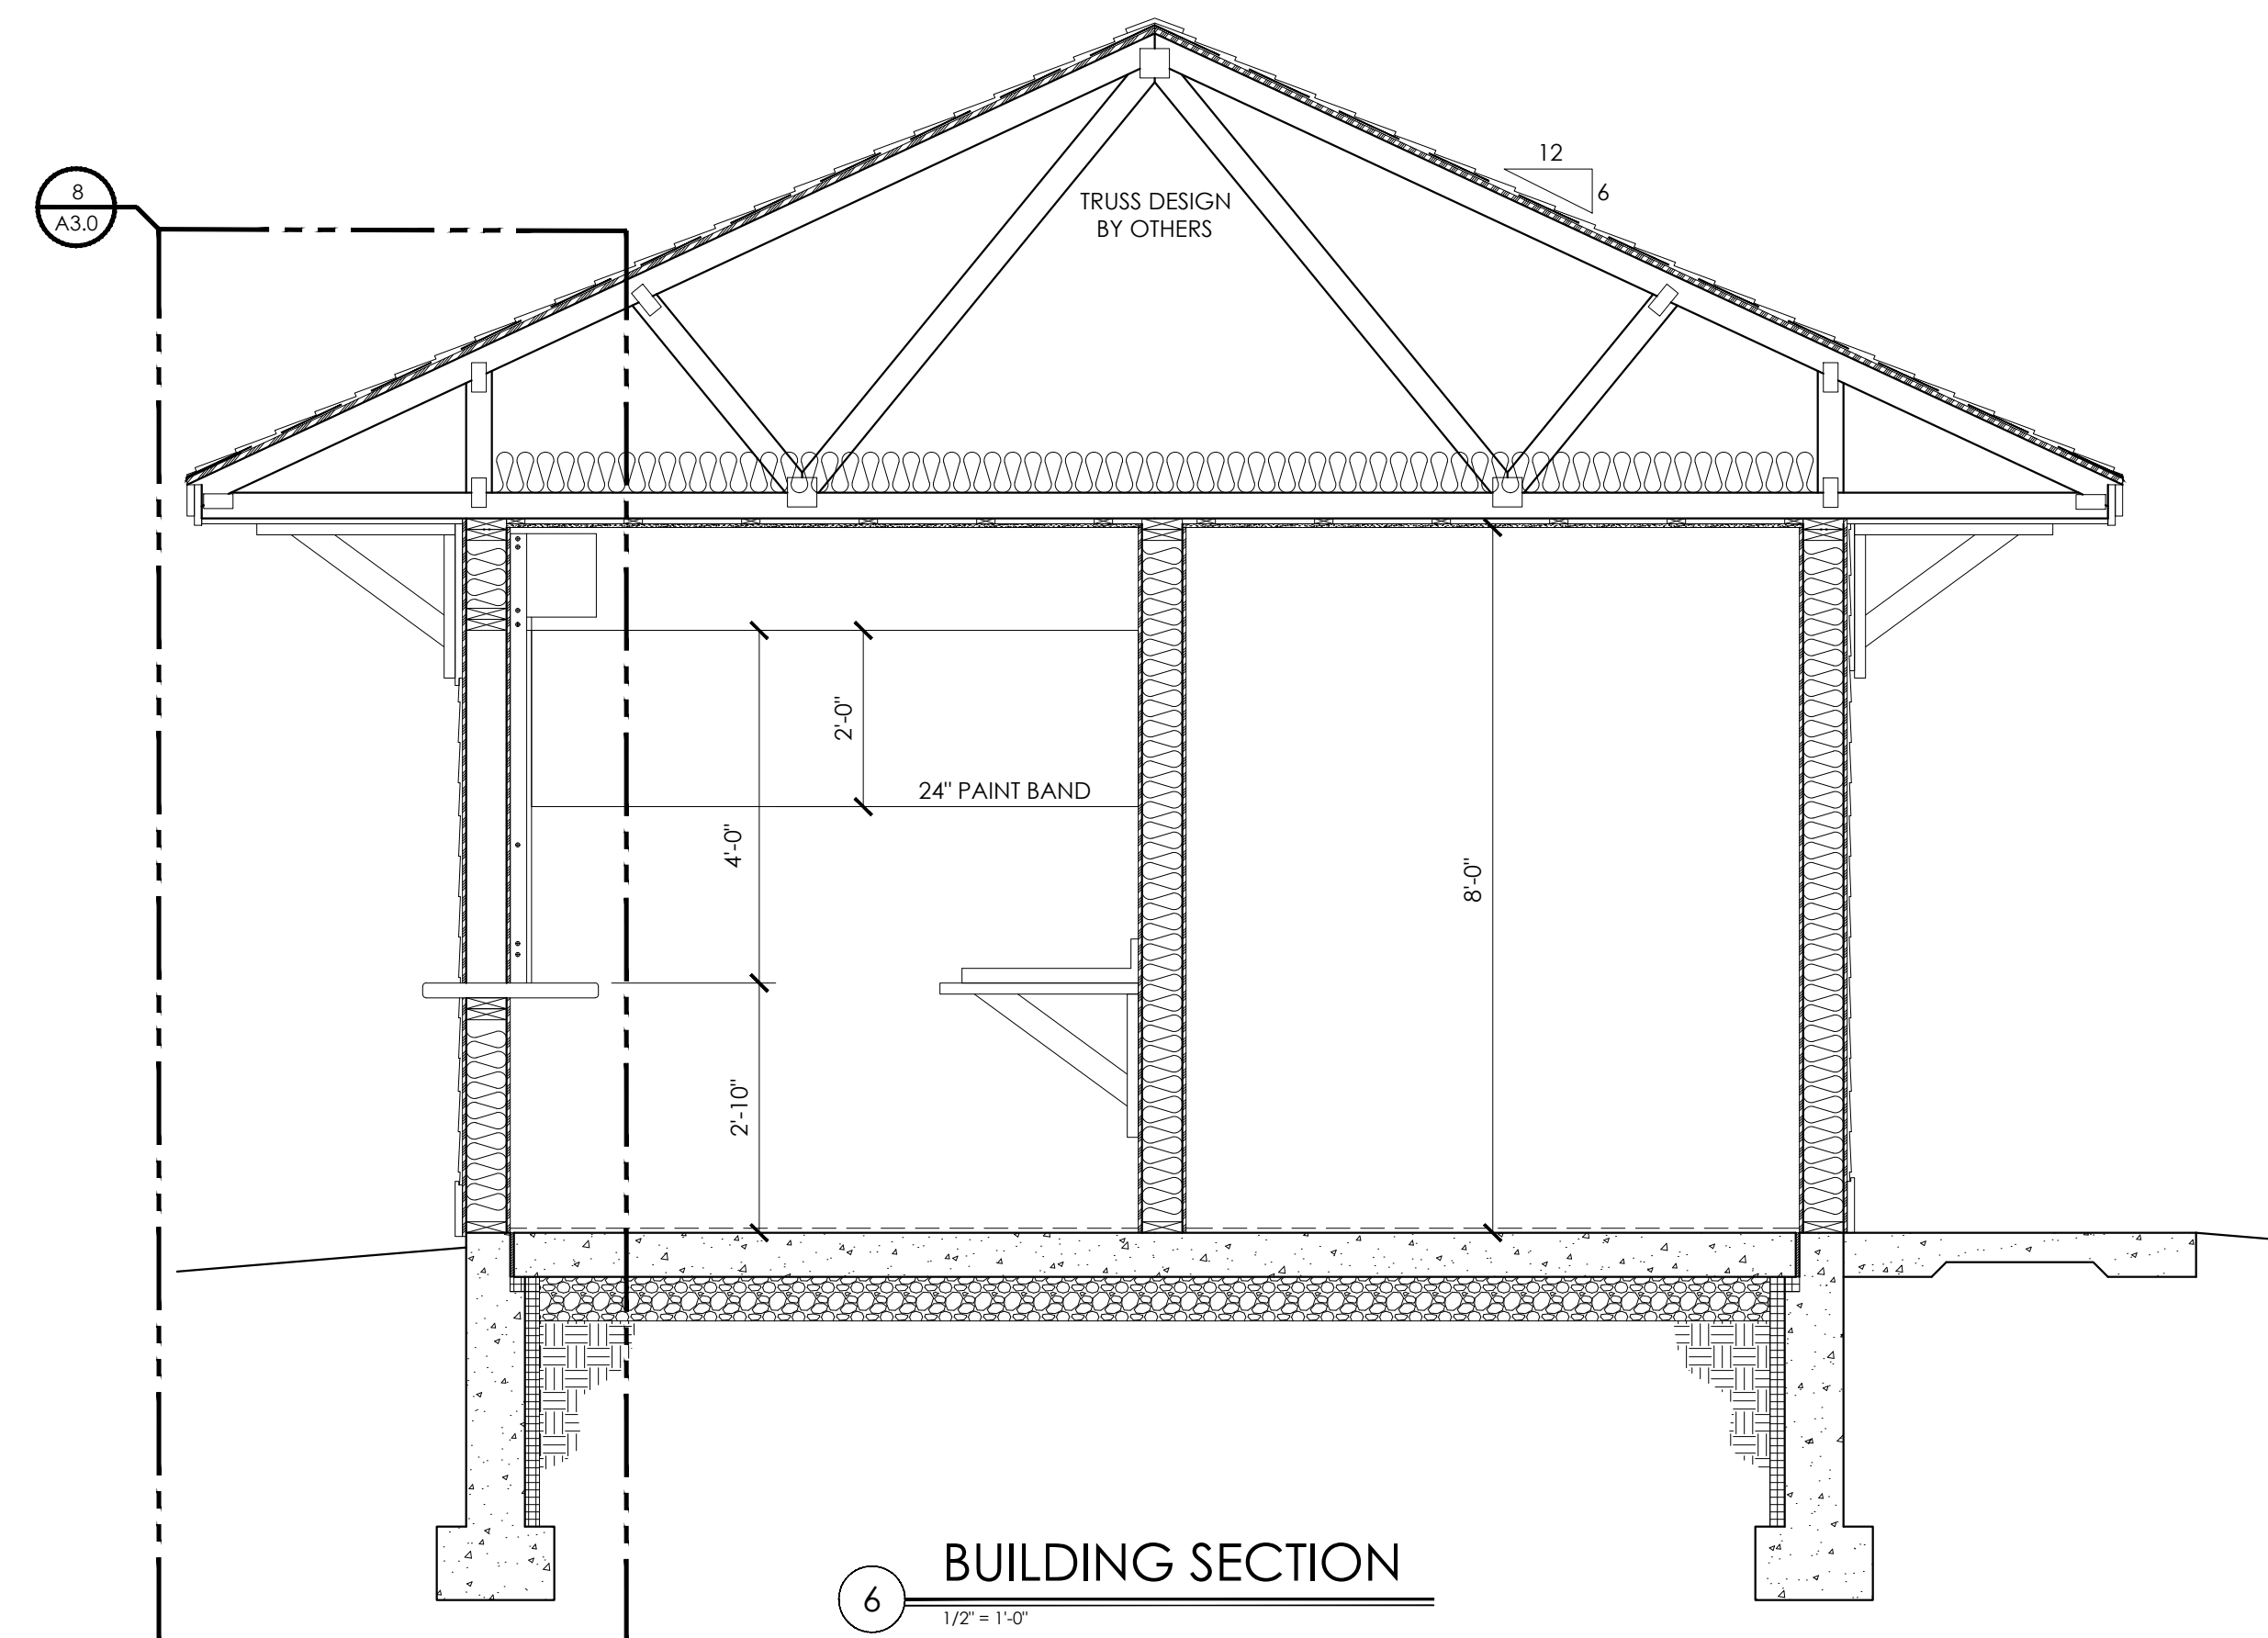 12
6
8
A3.0
TRUSS DESIGN
BY OTHERS
2'-0"
24" PAINT BAND
4'-0"
8'-0"
2'-10"
BUILDING SECTION
6
1/2" = 1'-0"